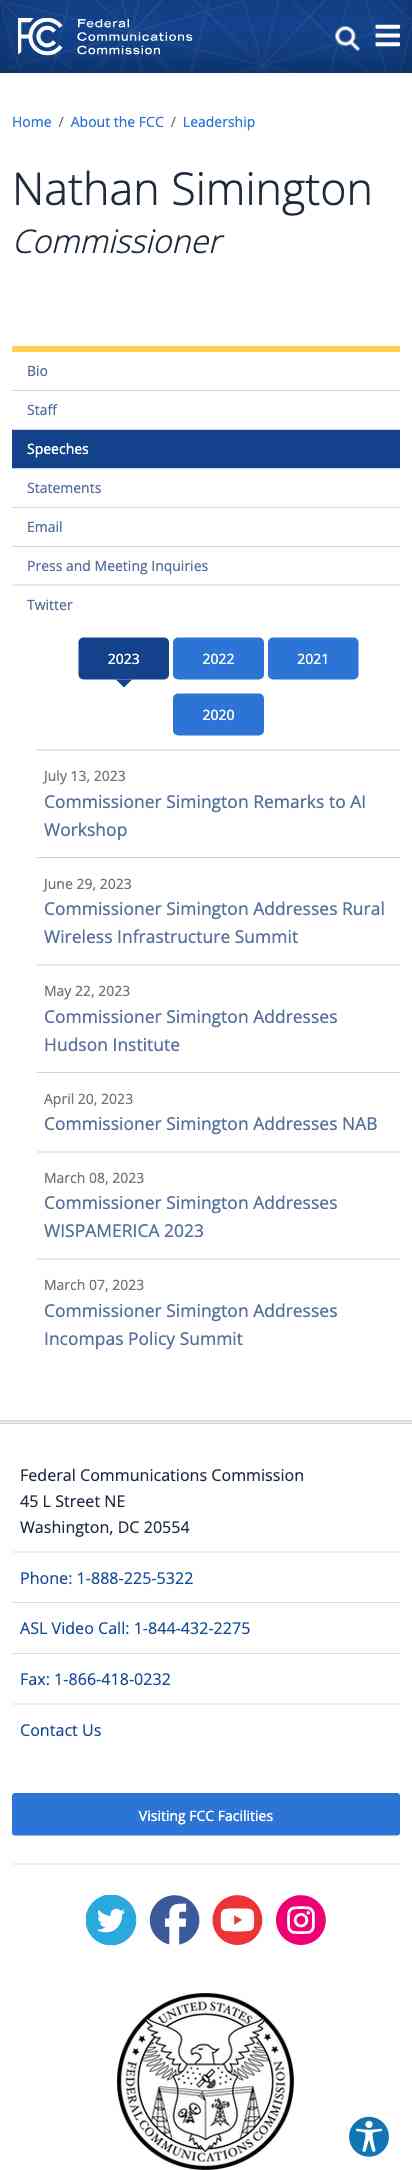 Federal
Communications
Commission
Home / About the FCC / Leadership
Nathan Simington
Commissioner
Bio
Staff
Speeches
Statements
Email
Press and Meeting Inquiries
Twitter
2023 2022 2021
2020
July 13, 2023
Commissioner Simington Remarks to AI
Workshop
June 29, 2023
Commissioner Simington Addresses Rural
Wireless Infrastructure Summit
May 22, 2023
Commissioner Simington Addresses
Hudson Institute
April 20, 2023
Commissioner Simington Addresses NAB
March 08, 2023
Commissioner Simington Addresses
WISPAMERICA 2023
March 07, 2023
Commissioner Simington Addresses
Incompas Policy Summit
Federal Communications Commission
45 L Street NE
Washington, DC 20554
Phone: 1-888-225-5322
ASL Video Call: 1-844-432-2275
Fax: 1-866-418-0232
Contact Us
Visiting FCC Facilities
UNITED STATES
FEDERAL COMMUNICATIONS COMMISSION